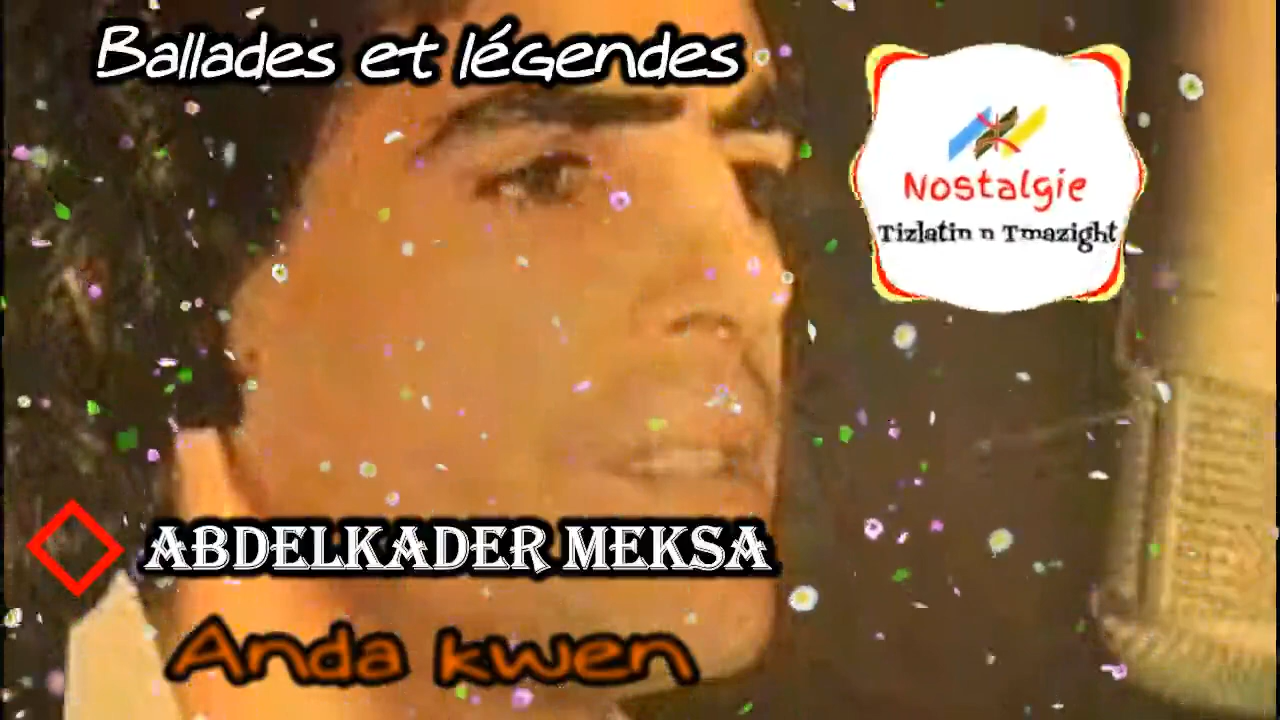 Ballades et légendes
Nostalgie
Tizlatin n Tmazight
ABDELKADER MEKSA
Anda kwen